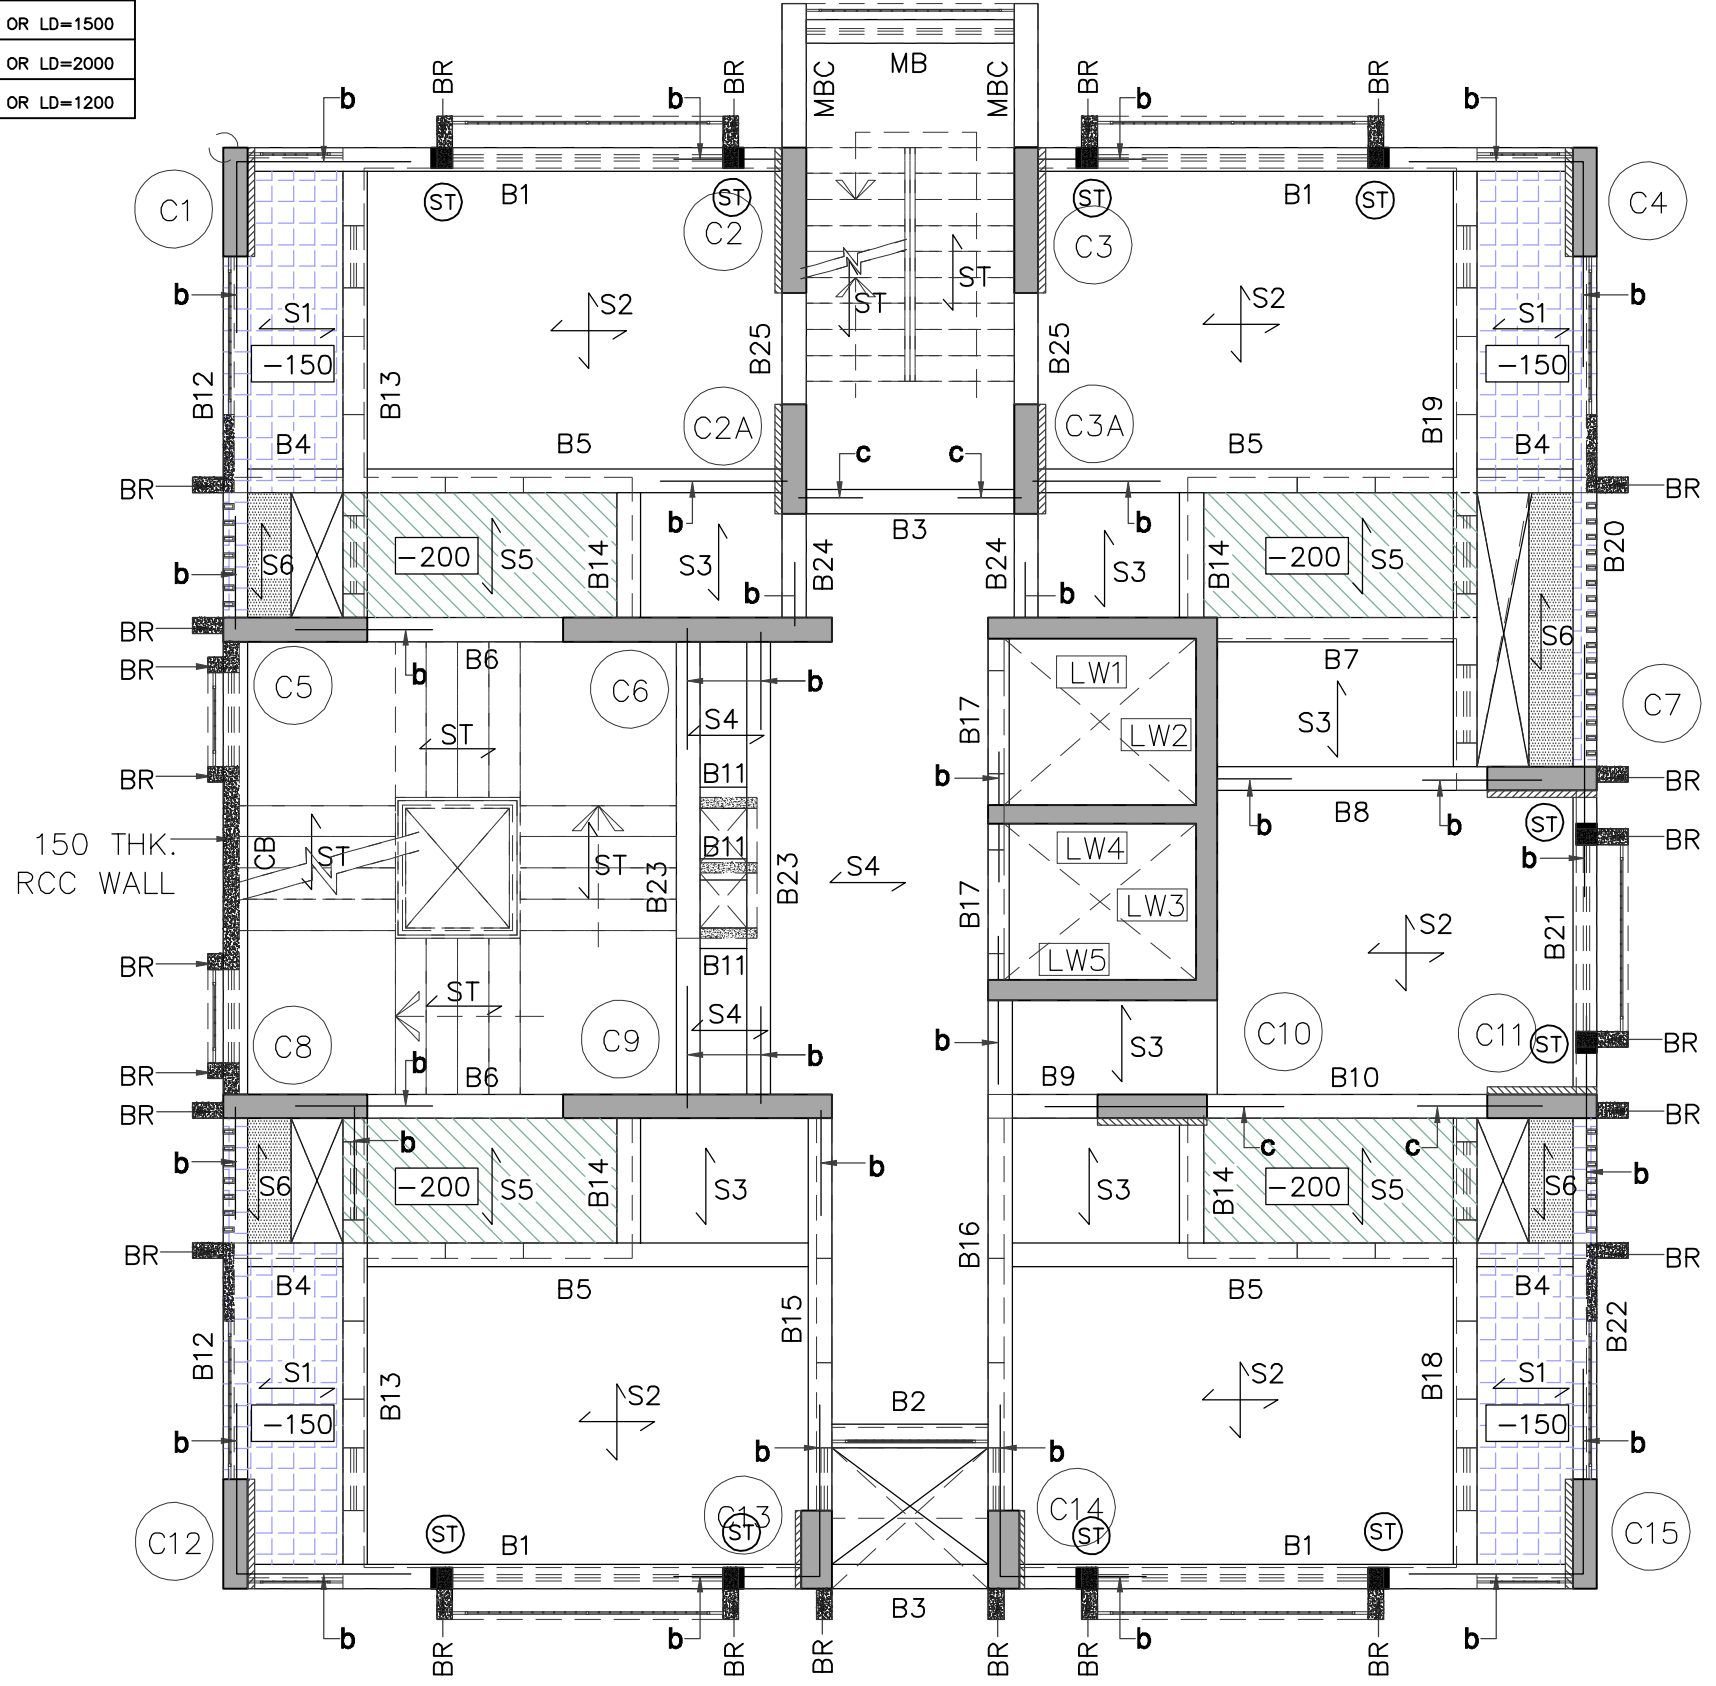 OR LD=1500
OR LD=2000
OR LD=1200
MB
MBC MBC
BR BR BR BR
b b b b
C1 ST B1 ST C2 C3 ST B1 ST C4
b S1 S2 ST ST S2 S1 b
-150 -150
B12 B13 B25 B25 B19
B4 B5 C2A C3A B5 B4
c c
BR BR
b b
B3
b S6 -200 S5 B14 S3 B24 B24 S3 B14 -200 S5 B20
b b
BR
BR C5 B6 b C6 b LW1 B7 S6 C7
ST S4 B17 LW2 S3
BR B11 b BR
b B8 b
150 THK.
RCC WALL
CB ST ST B11 LW4 ST BR
b
B23 S4 B23 B17 LW3 S2 B21
BR B11 LW5
ST S4
C8 C9 b S3 C10 C11 ST BR
b b
BR B6 B9 B10
BR BR
b b c c
b S6 -200 S5 B14 S3 b S3 B14 -200 S5 S6 b
BR B16 BR
B4 B5 B5 B4
B12 B15 B22
S1 B13 S2 S2 B18 S1
-150 B2 -150
b b b b
C12 ST B1 C13 ST C14 ST B1 ST C15
B3
b b b b
BR BR BR BR BR BR